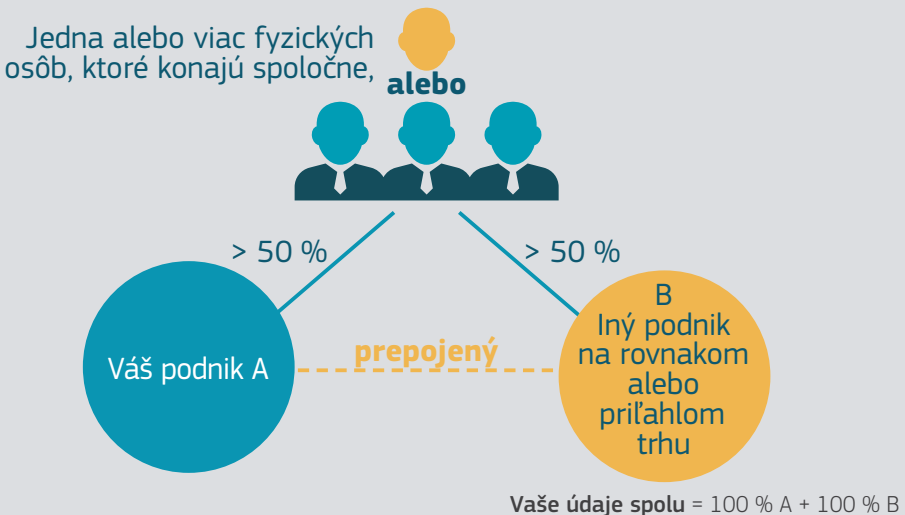 Jedna alebo viac fyzických
osôb, ktoré konajú spoločne,
alebo
> 50 %
> 50 %
Váš podnik A
prepojený
B
Iný podnik
na rovnakom
alebo
priľahlom
trhu
Vaše údaje spolu = 100 % A + 100 % B